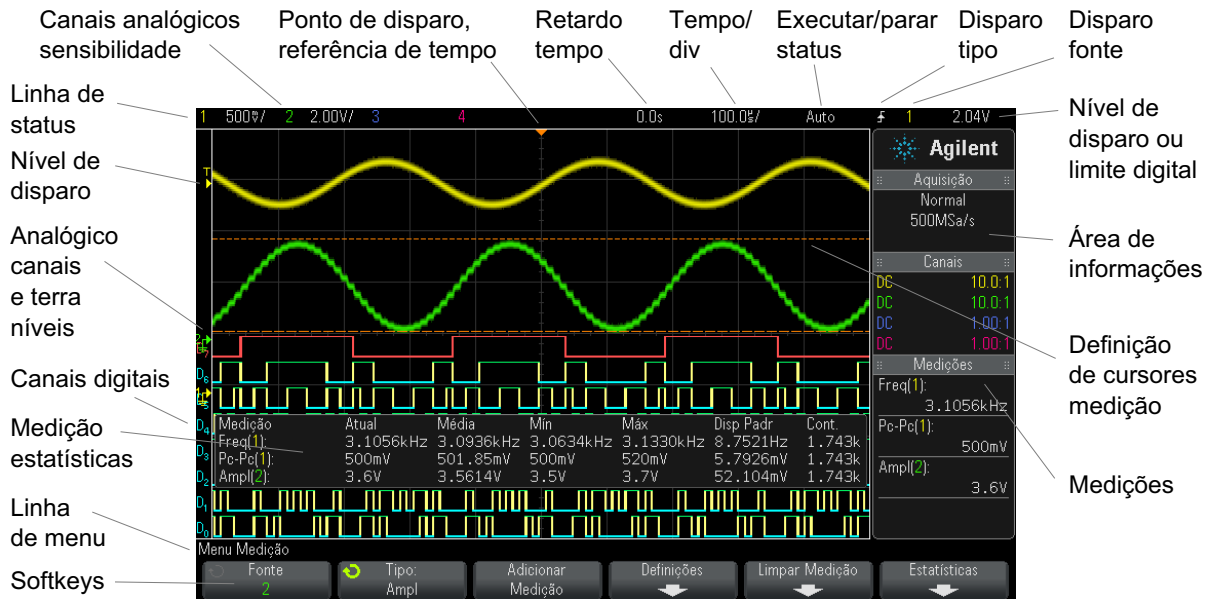 Canais analógicos
sensibilidade
Ponto de disparo,
referência de tempo
Retardo
tempo
Tempo/
div
Executar/parar
status
Disparo
tipo
Disparo
fonte
Linha de
status
Nível de
disparo
Analógico
canais
e terra
níveis
Canais digitais
Medição
estatísticas
Linha
de menu
Softkeys
1 500mV/ 2 2.00V/ 3 4 0.0s 100.0us/ Auto 1 2.04V
T
Agilent
Aquisição
Normal
500MSa/s
Canais
DC 10.0:1
DC 10.0:1
DC 1.00:1
DC 1.00:1
Medições
Freq(1):
3.1056kHz
Pc-Pc(1):
500mV
Ampl(2):
3.6V
D6
D5
D4
D3
D2
D1
D0
Medição Atual Média Mín Máx Disp Padr Cont.
Freq(1): 3.1056kHz 3.0936kHz 3.0634kHz 3.1330kHz 8.7521Hz 1.743k
Pc-Pc(1): 500mV 501.85mV 500mV 520mV 5.7926mV 1.743k
Ampl(2): 3.6V 3.5614V 3.5V 3.7V 52.104mV 1.743k
Menu Medição
Fonte
2
Tipo:
Ampl
Adicionar
Medição
Definições
Limpar Medição
Estatísticas
Nível de
disparo ou
limite digital
Área de
informações
Definição
de cursores
medição
Medições